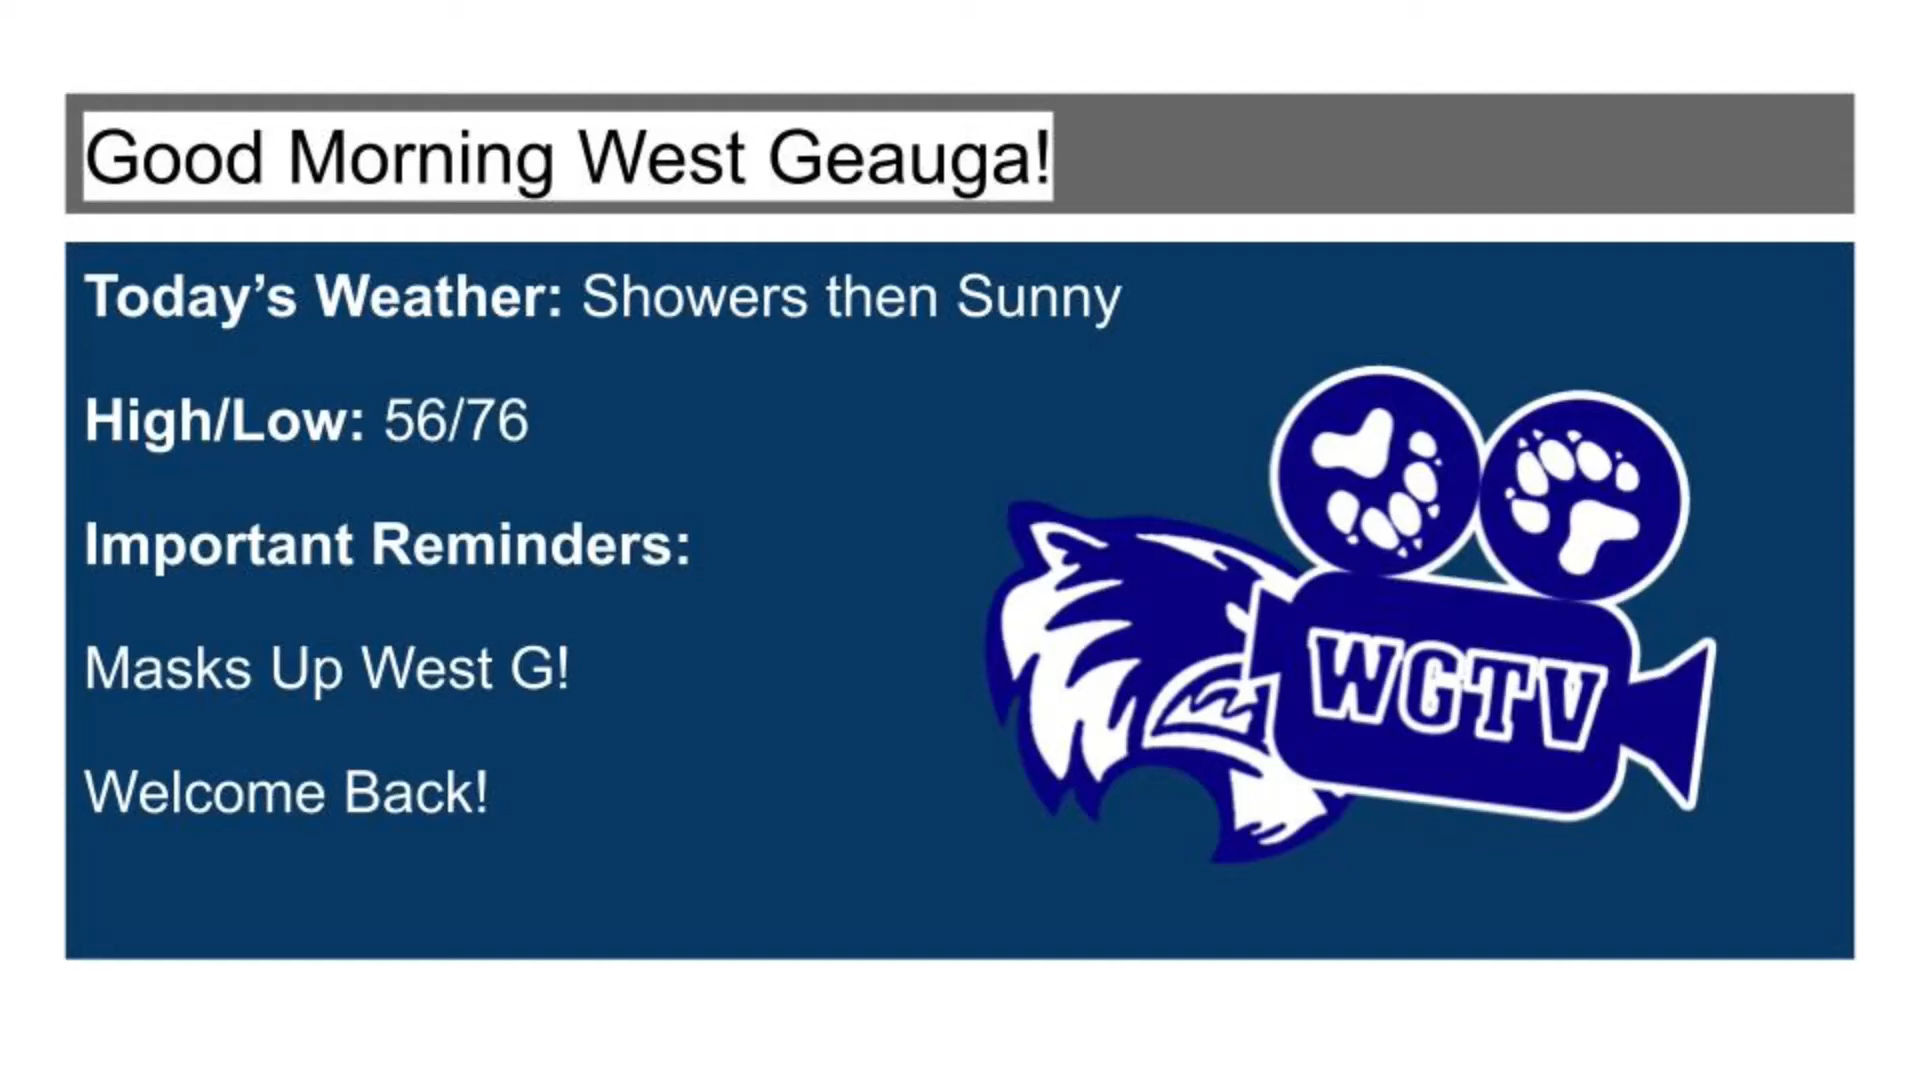 Good Morning West Geauga!
Today’s Weather: Showers then Sunny
High/Low: 56/76
Important Reminders:
Masks Up West G!
Welcome Back!
WGTV